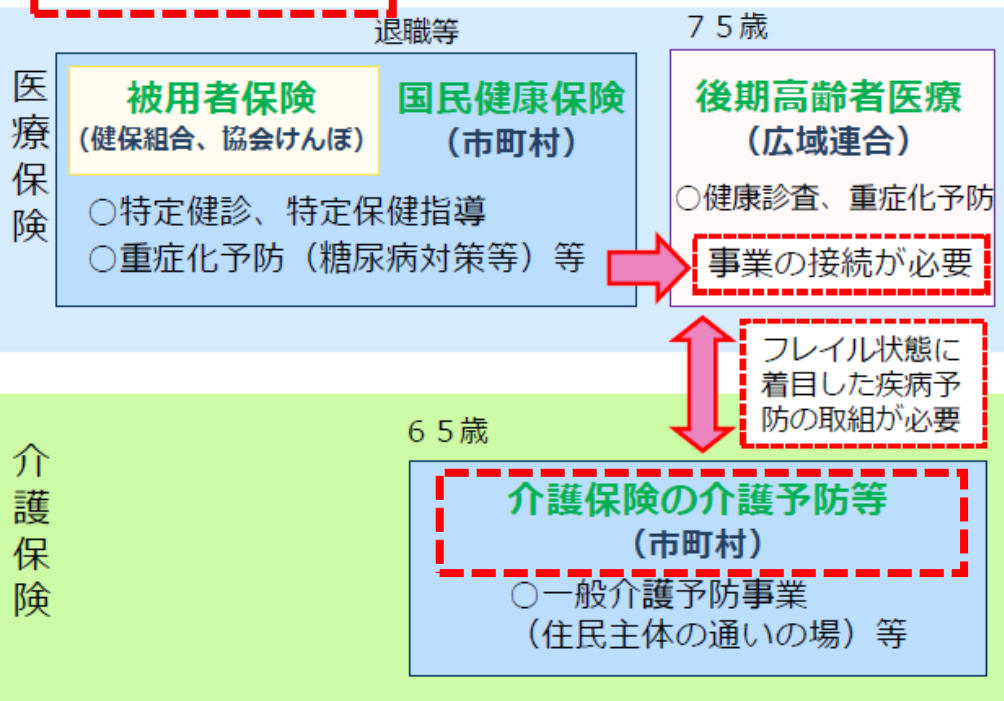 退職等
７５歳
医療保険
被用者保険
（健保組合、協会けんぽ）
国民健康保険
（市町村）
○特定健診、特定保健指導
○重症化予防（糖尿病対策等）等
後期高齢者医療
（広域連合）
○健康診査、重症化予防
事業の接続が必要
フレイル状態に
着目した疾病予
防の取組が必要
介護保険
６５歳
介護保険の介護予防等
（市町村）
○一般介護予防事業
（住民主体の通いの場）等